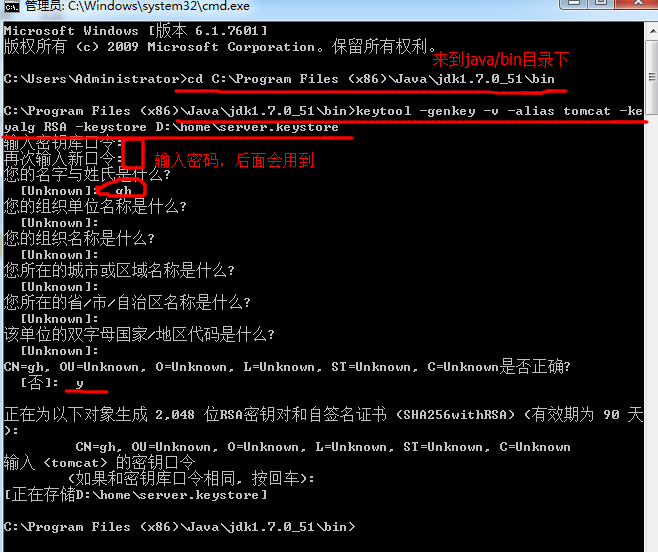 管理员: C:\Windows\system32\cmd.exe
Microsoft Windows [版本 6.1.7601]
版权所有 (c) 2009 Microsoft Corporation。保留所有权利。
来到java/bin目录下
C:\Users\Administrator>cd C:\Program Files (x86)\Java\jdk1.7.0_51\bin
C:\Program Files (x86)\Java\jdk1.7.0_51\bin>keytool -genkey -v -alias tomcat -ke
yalg RSA -keystore D:\home\server.keystore
输入密钥库口令:
再次输入新口令: 输入密码，后面会用到
您的名字与姓氏是什么?
[Unknown]: gh
您的组织单位名称是什么?
[Unknown]:
您的组织名称是什么?
[Unknown]:
您所在的城市或区域名称是什么?
[Unknown]:
您所在的省/市/自治区名称是什么?
[Unknown]:
该单位的双字母国家/地区代码是什么?
[Unknown]:
CN=gh, OU=Unknown, O=Unknown, L=Unknown, ST=Unknown, C=Unknown是否正确?
[否]: y
正在为以下对象生成 2,048 位RSA密钥对和自签名证书 (SHA256withRSA) (有效期为 90 天
):
CN=gh, OU=Unknown, O=Unknown, L=Unknown, ST=Unknown, C=Unknown
输入 <tomcat> 的密钥口令
(如果和密钥库口令相同, 按回车):
[正在存储D:\home\server.keystore]
C:\Program Files (x86)\Java\jdk1.7.0_51\bin>